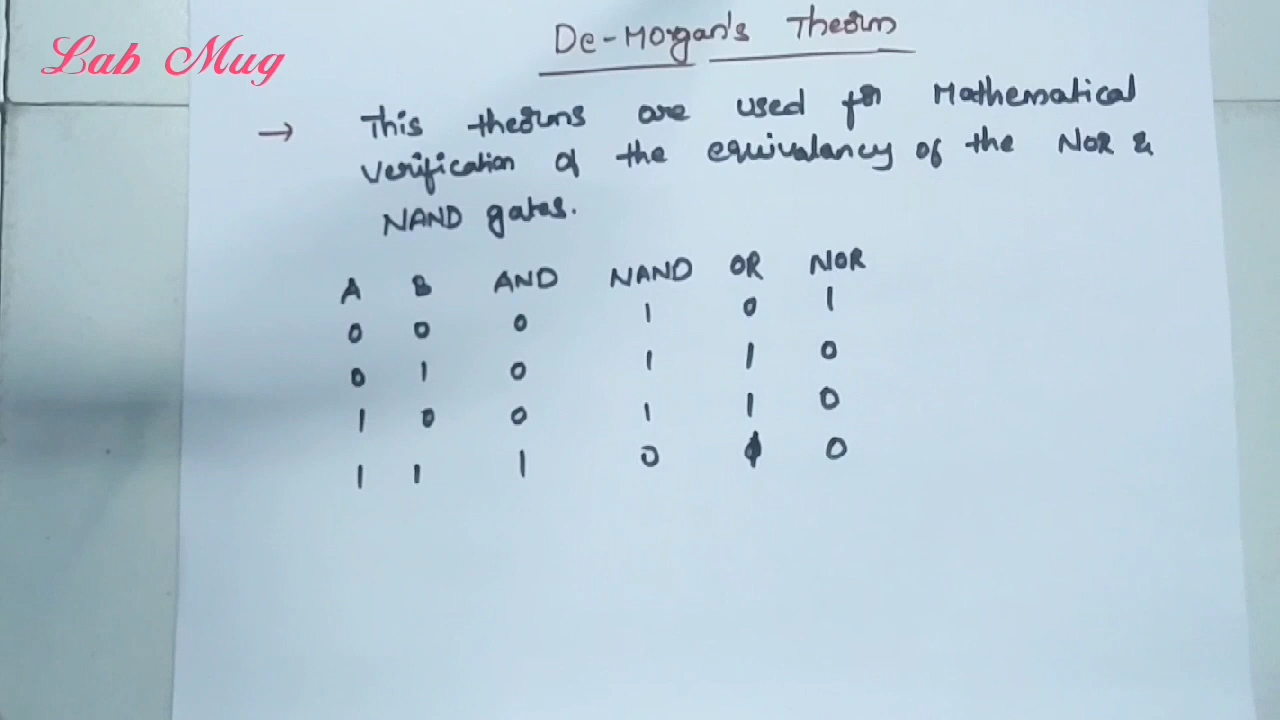 Lab Mug
De-Morgan's Theorm
→ This theorms are used for Mathematical
verification of the equivalancy of the NOR &
NAND gates.
A B AND NAND OR NOR
0 0 0 1 0 1
0 1 0 1 1 0
1 0 0 1 1 0
1 1 1 0 1 0